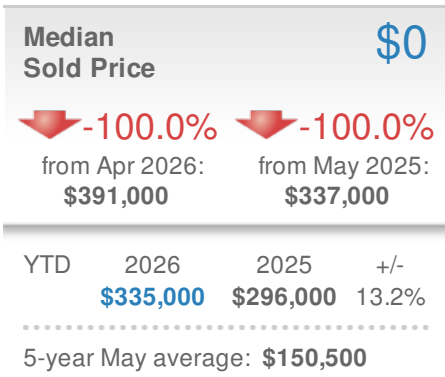 Median $0
Sold Price
-100.0% -100.0%
from Apr 2026: from May 2025:
$391,000 $337,000
YTD 2026 2025 +/-
$335,000 $296,000 13.2%
5-year May average: $150,500